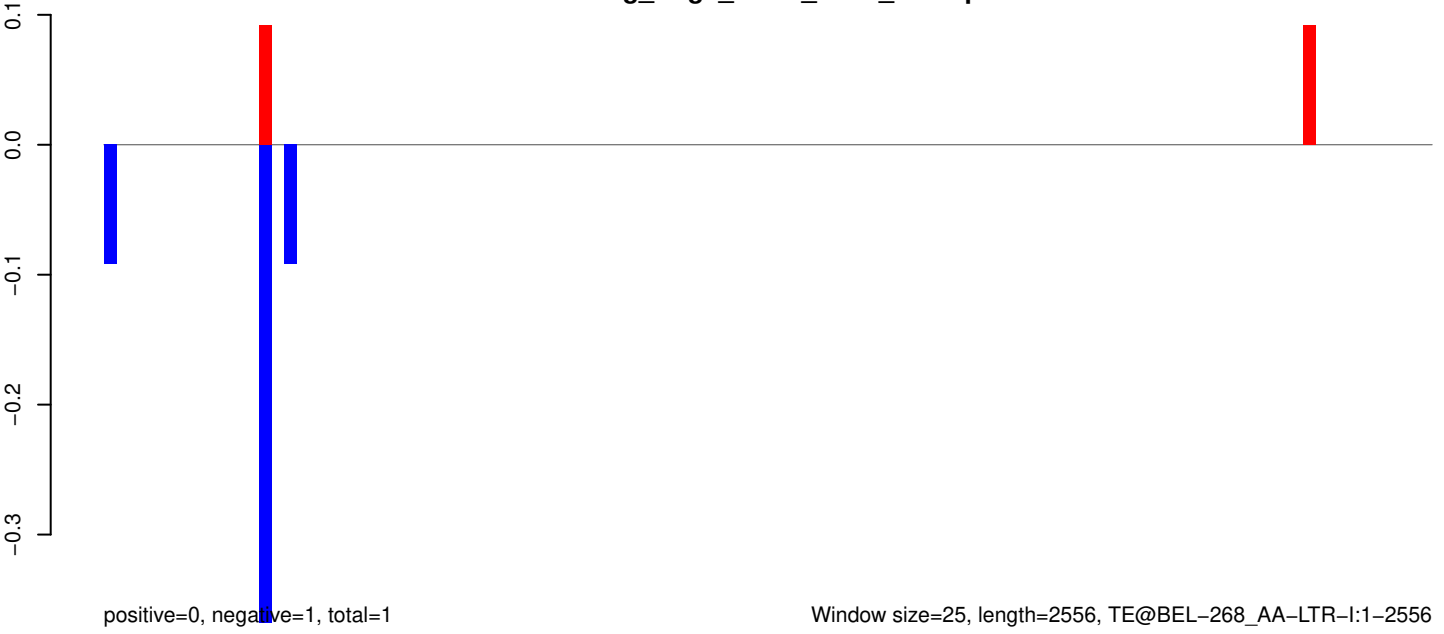 0.1
0.0
−0.1
−0.2
−0.3
positive=0, negative=1, total=1
Window size=25, length=2556, TE@BEL−268_AA−LTR−I:1−2556